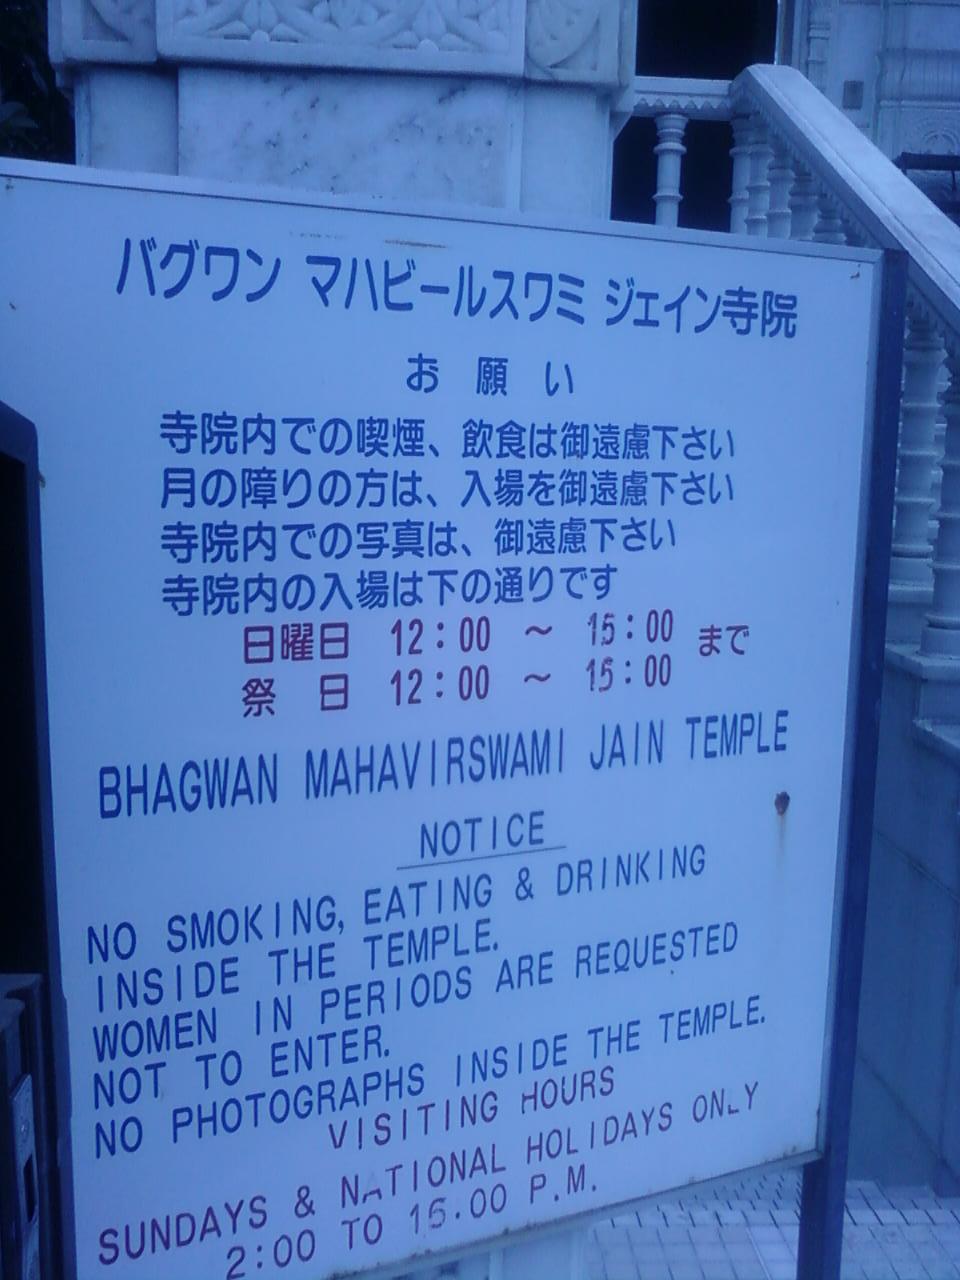 バグワン マハビールスワミ ジェイン寺院
お願い
寺院内での喫煙、飲食は御遠慮下さい
月の障りの方は、入場を御遠慮下さい
寺院内での写真は、御遠慮下さい
寺院内の入場は下の通りです
日曜日 12:00 ~ 15:00 まで
祭日 12:00 ~ 15:00
BHAGWAN MAHAVIRSWAMI JAIN TEMPLE
NOTICE
NO SMOKING, EATING & DRINKING
INSIDE THE TEMPLE.
WOMEN IN PERIODS ARE REQUESTED
NOT TO ENTER.
NO PHOTOGRAPHS INSIDE THE TEMPLE.
VISITING HOURS
SUNDAYS & NATIONAL HOLIDAYS ONLY
2:00 TO 15.00 P.M.